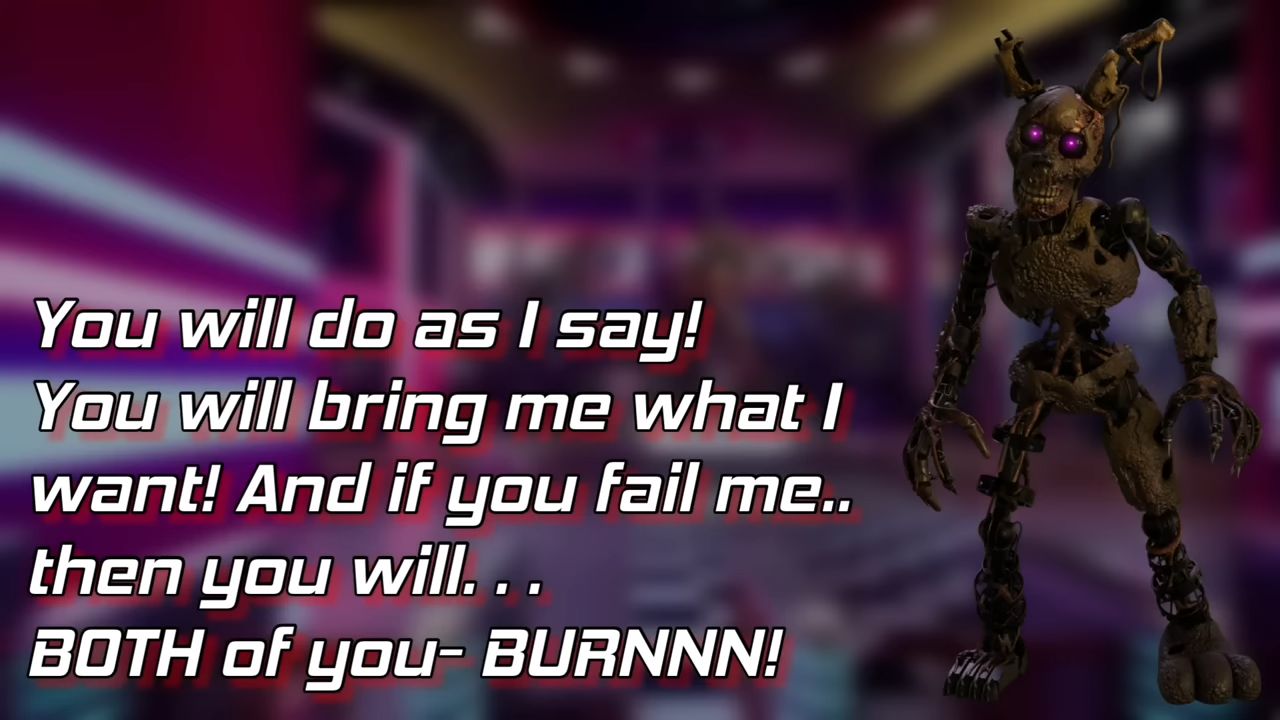 You will do as I say!
You will bring me what I
want! And if you fail me..
then you will. . .
BOTH of you- BURNNN!